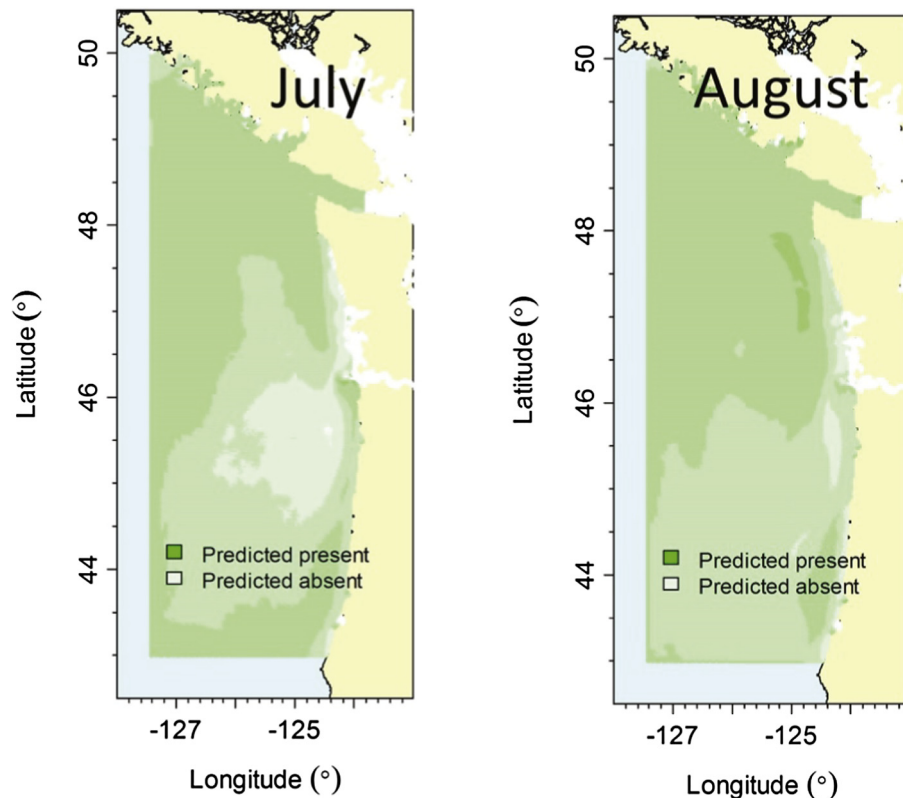 July
50
48
46
44
Latitude (°)
Predicted present
Predicted absent
-127
-125
Longitude (°)
August
50
48
46
44
Latitude (°)
Predicted present
Predicted absent
-127
-125
Longitude (°)